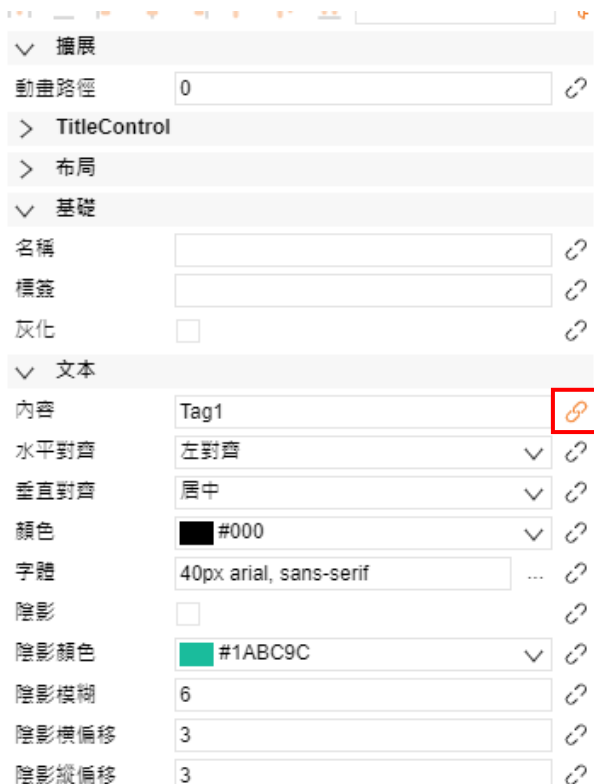 擴展
動畫路徑 0
TitleControl
布局
基礎
名稱
標簽
灰化
文本
內容 Tag1
水平對齊 左對齊
垂直對齊 居中
顏色 #000
字體 40px arial, sans-serif ...
陰影
陰影顏色 #1ABC9C
陰影模糊 6
陰影橫偏移 3
陰影縱偏移 3